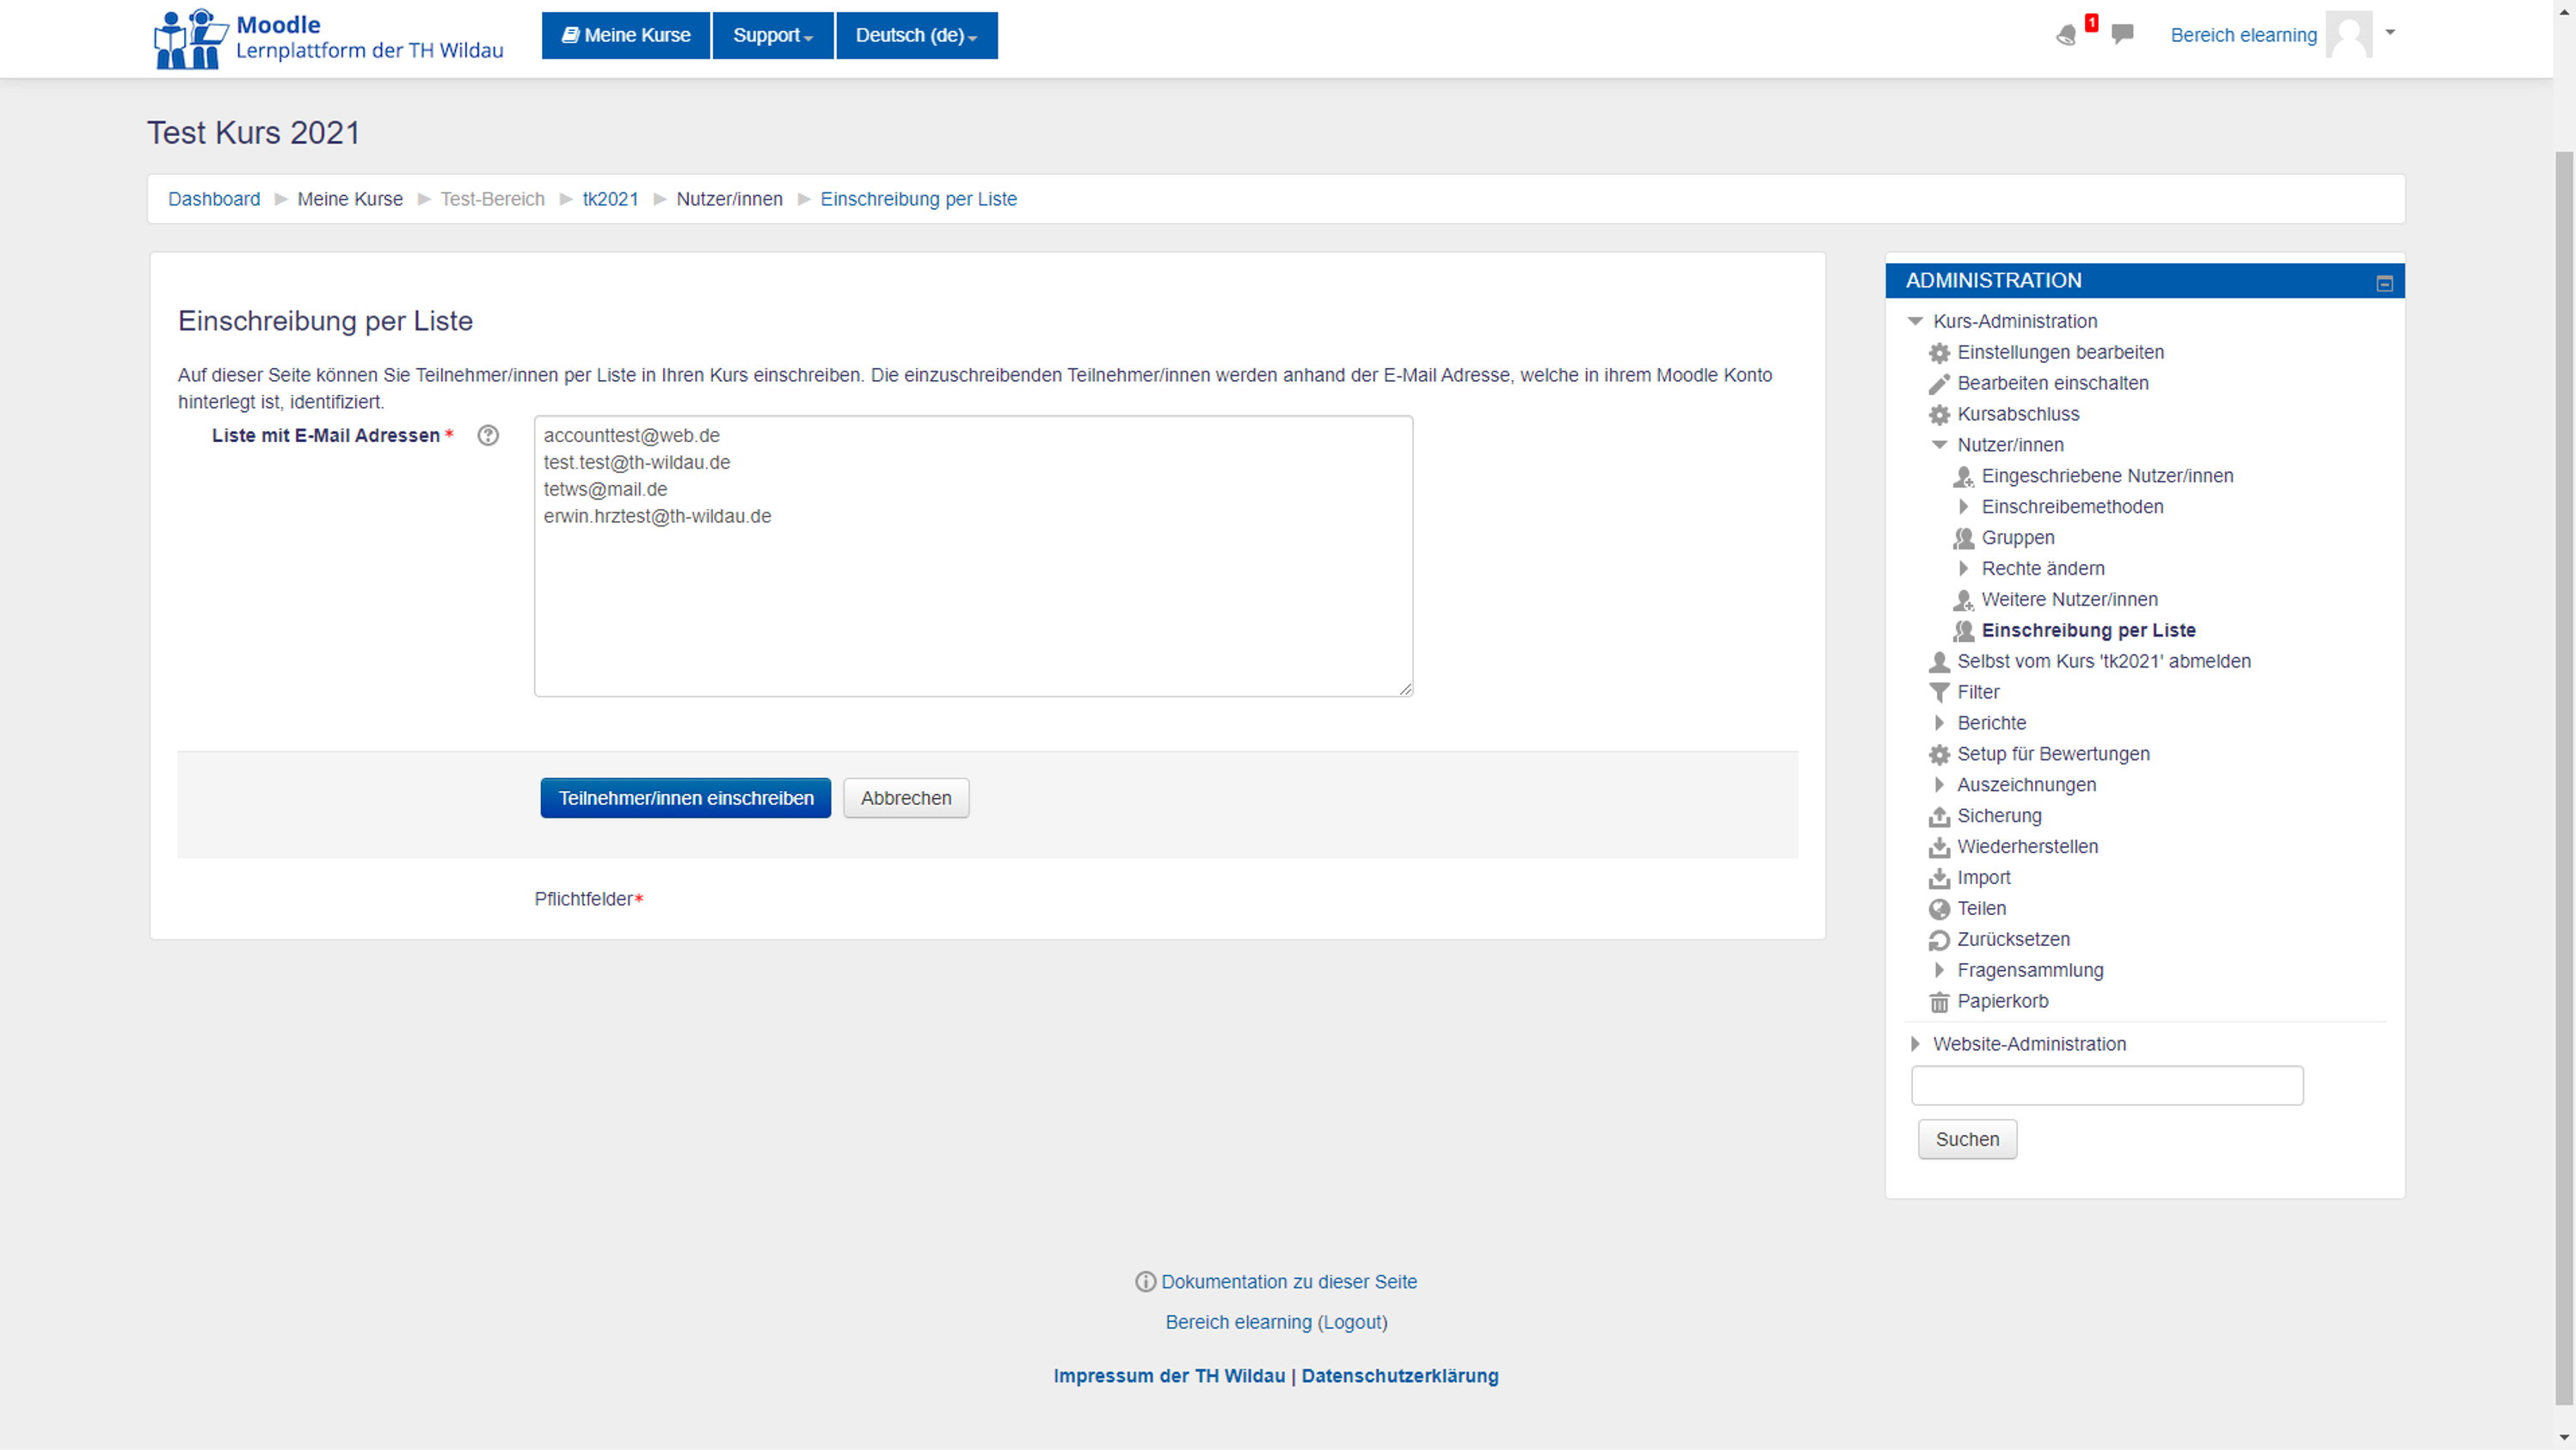 Moodle
Lernplattform der TH Wildau
Meine Kurse
Support
Deutsch (de)
1
Bereich elearning
Test Kurs 2021
Dashboard Meine Kurse Test-Bereich tk2021 Nutzer/innen Einschreibung per Liste
Einschreibung per Liste
Auf dieser Seite können Sie Teilnehmer/innen per Liste in Ihren Kurs einschreiben. Die einzuschreibenden Teilnehmer/innen werden anhand der E-Mail Adresse, welche in ihrem Moodle Konto
hinterlegt ist, identifiziert.
Liste mit E-Mail Adressen *
accounttest@web.de
test.test@th-wildau.de
tetws@mail.de
erwin.hrztest@th-wildau.de
Teilnehmer/innen einschreiben
Abbrechen
Pflichtfelder*
ADMINISTRATION
Kurs-Administration
Einstellungen bearbeiten
Bearbeiten einschalten
Kursabschluss
Nutzer/innen
Eingeschriebene Nutzer/innen
Einschreibemethoden
Gruppen
Rechte ändern
Weitere Nutzer/innen
Einschreibung per Liste
Selbst vom Kurs 'tk2021' abmelden
Filter
Berichte
Setup für Bewertungen
Auszeichnungen
Sicherung
Wiederherstellen
Import
Teilen
Zurücksetzen
Fragensammlung
Papierkorb
Website-Administration
Suchen
Dokumentation zu dieser Seite
Bereich elearning (Logout)
Impressum der TH Wildau | Datenschutzerklärung